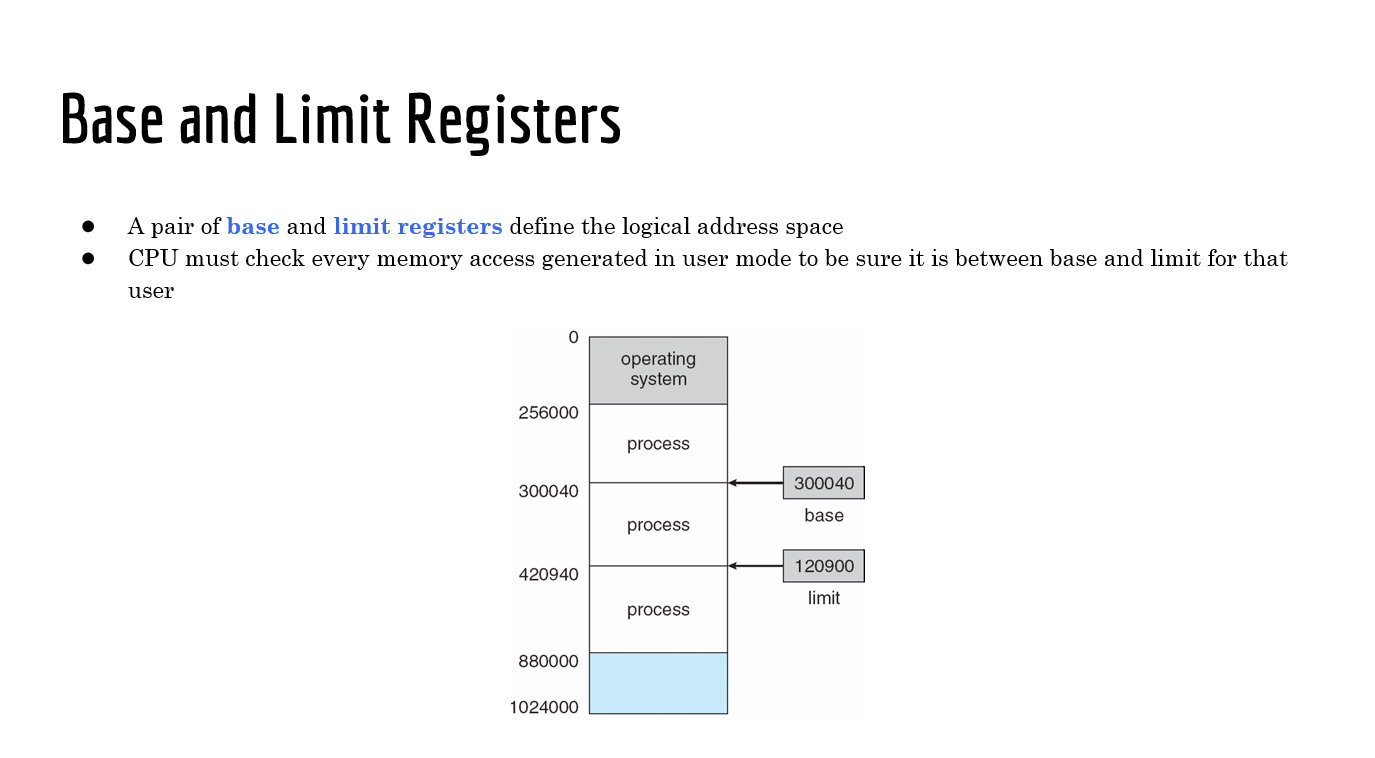 Base and Limit Registers
● A pair of base and limit registers define the logical address space
● CPU must check every memory access generated in user mode to be sure it is between base and limit for that
user
0
operating
system
256000
process
300040
300040
base
process
420940
120900
limit
process
880000
1024000